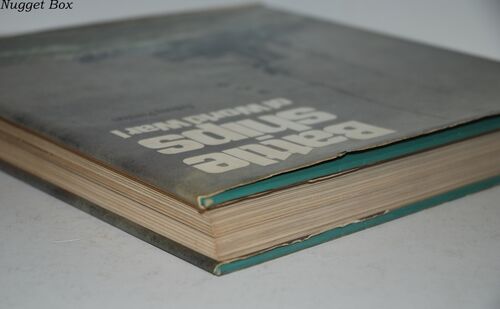 Nugget Box
Battle
Ships
of World War I